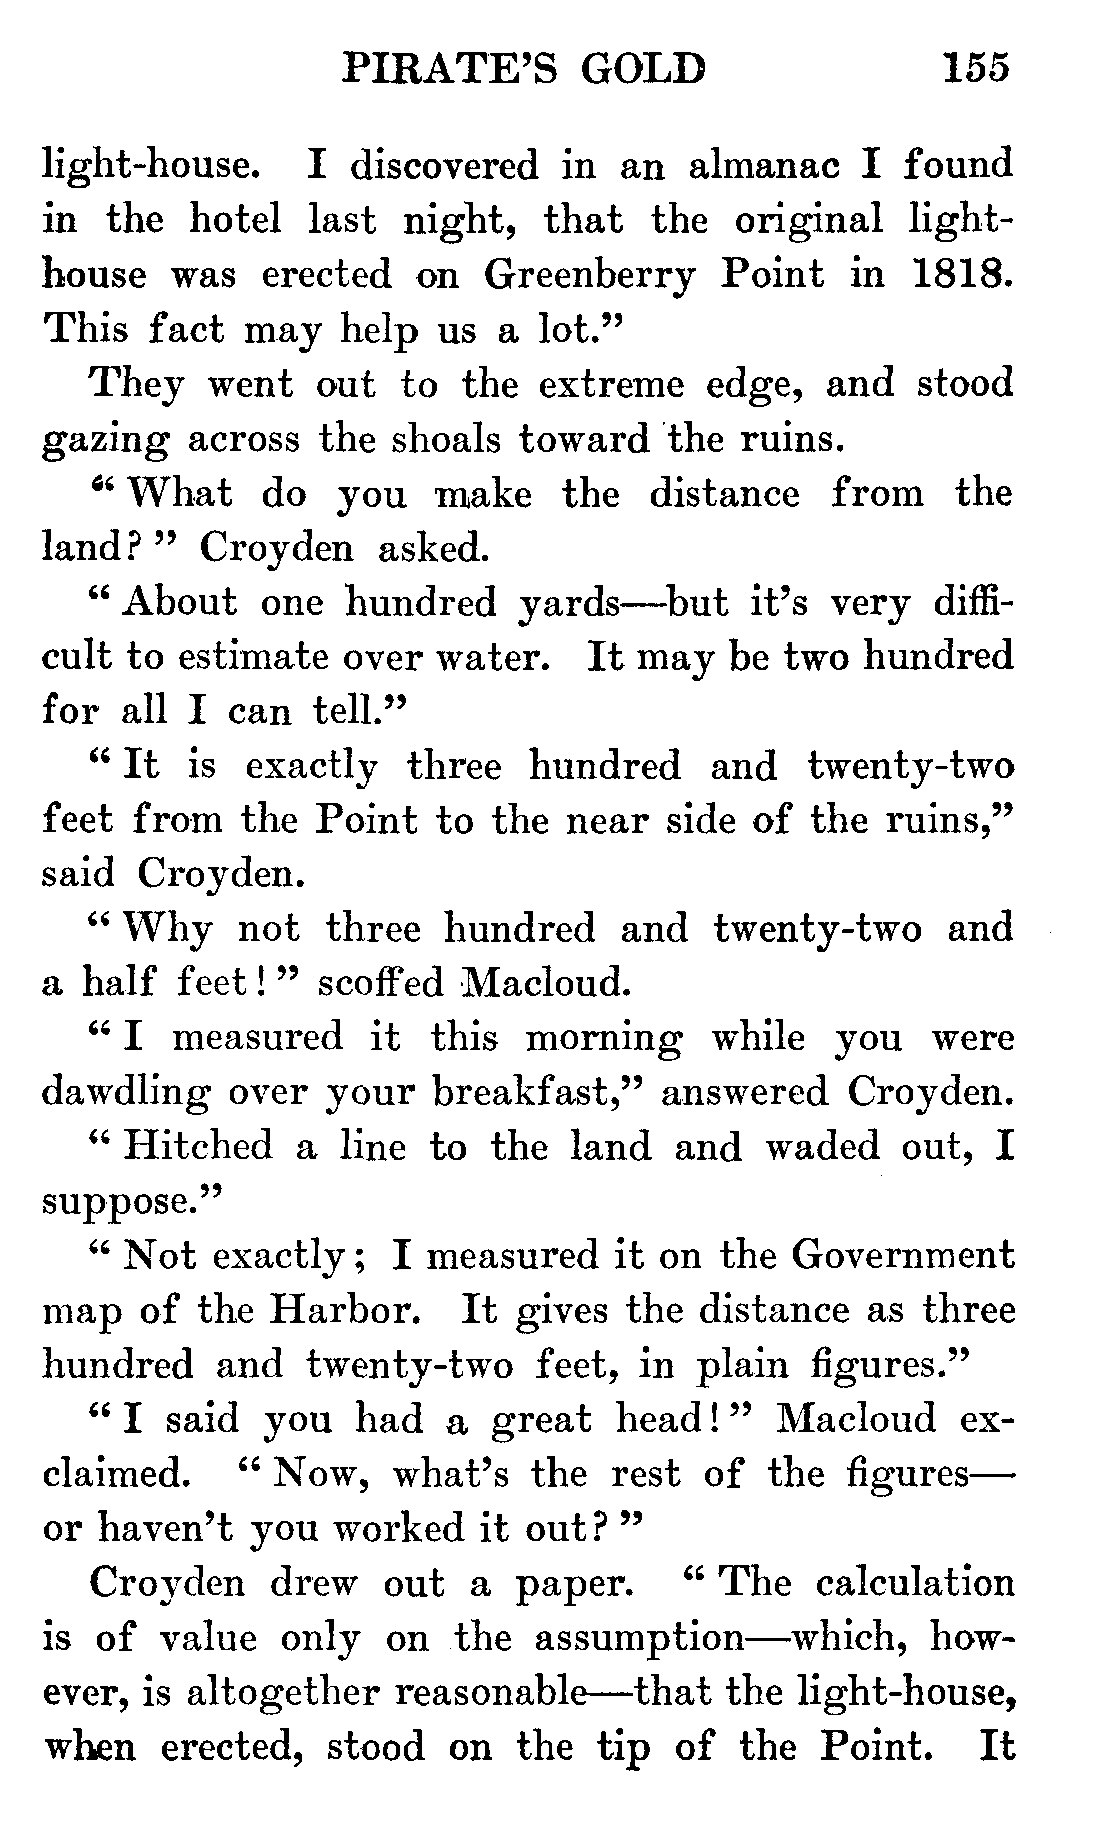 PIRATE'S GOLD 155
light-house. I discovered in an almanac I found
in the hotel last night, that the original light-
house was erected on Greenberry Point in 1818.
This fact may help us a lot.”
They went out to the extreme edge, and stood
gazing across the shoals toward the ruins.
“ What do you make the distance from the
land? ” Croyden asked.
“ About one hundred yards—but it's very diffi-
cult to estimate over water. It may be two hundred
for all I can tell.”
“ It is exactly three hundred and twenty-two
feet from the Point to the near side of the ruins,”
said Croyden.
“ Why not three hundred and twenty-two and
a half feet! ” scoffed Macloud.
“ I measured it this morning while you were
dawdling over your breakfast,” answered Croyden.
“ Hitched a line to the land and waded out, I
suppose.”
“ Not exactly; I measured it on the Government
map of the Harbor. It gives the distance as three
hundred and twenty-two feet, in plain figures.”
“ I said you had a great head! ” Macloud ex-
claimed. “ Now, what's the rest of the figures—
or haven't you worked it out? ”
Croyden drew out a paper. “ The calculation
is of value only on the assumption—which, how-
ever, is altogether reasonable—that the light-house,
when erected, stood on the tip of the Point. It